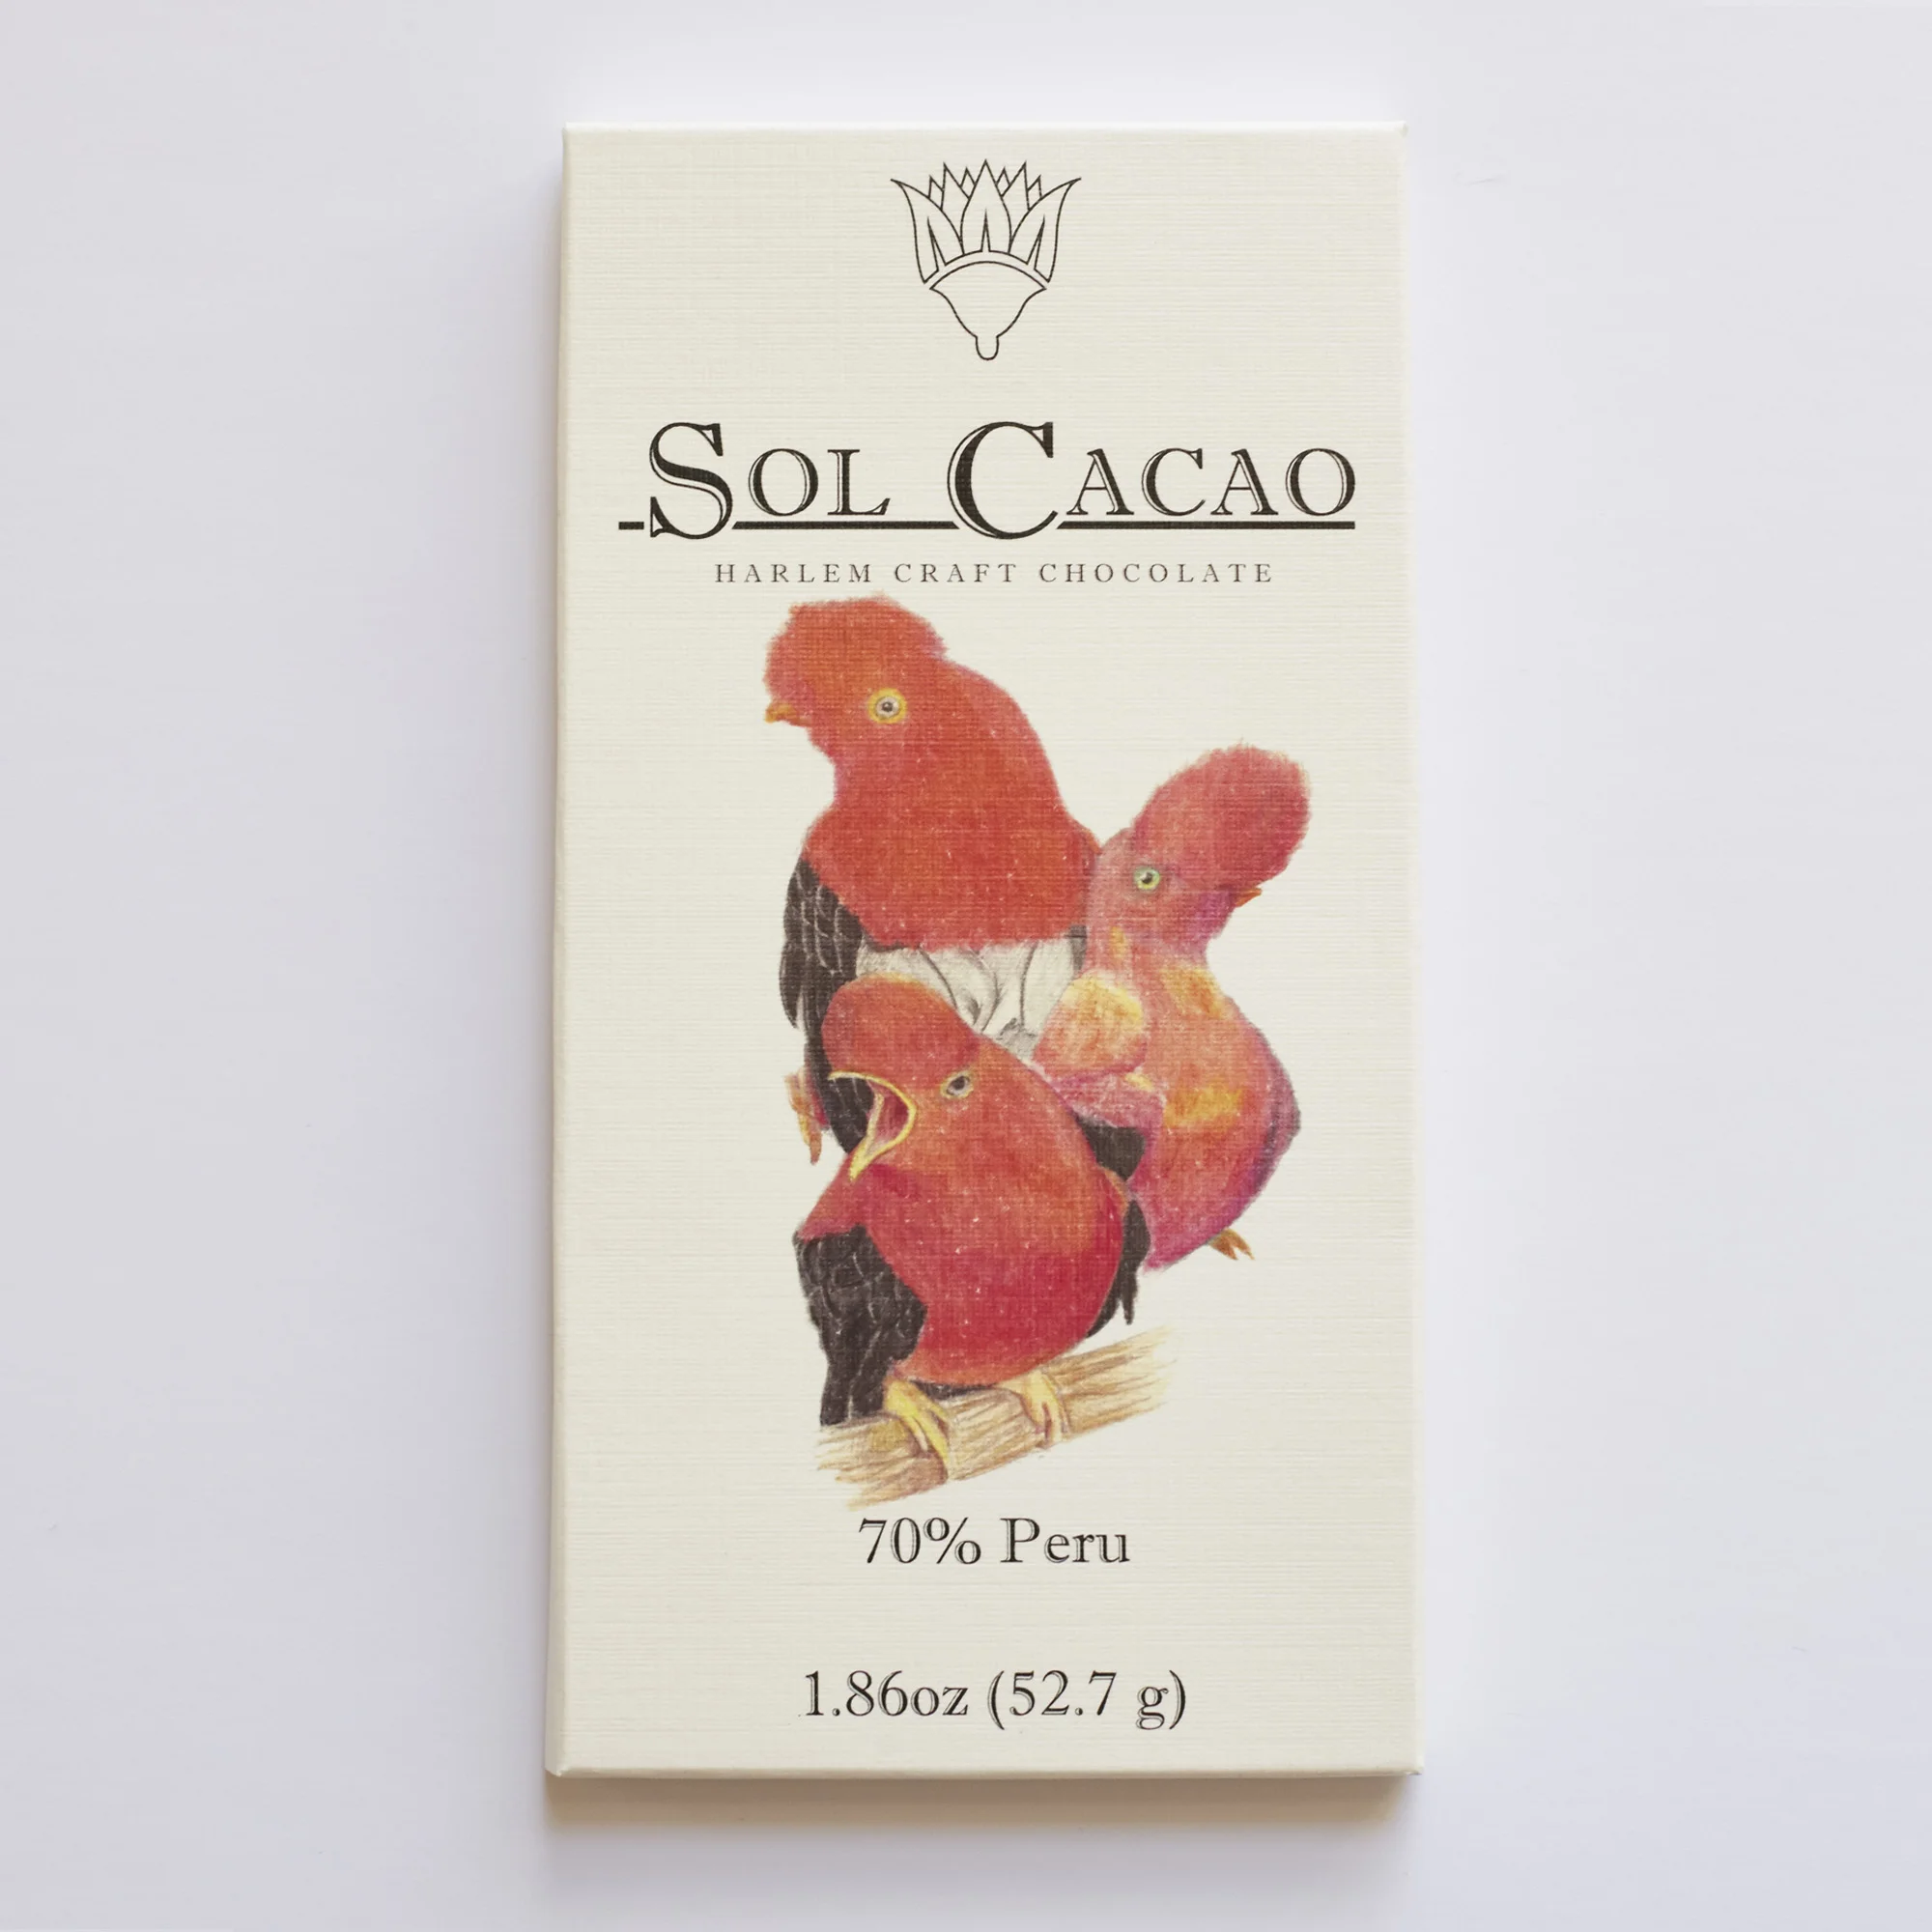 SOL CACAO
HARLEM CRAFT CHOCOLATE
70% Peru
1.86oz (52.7 g)